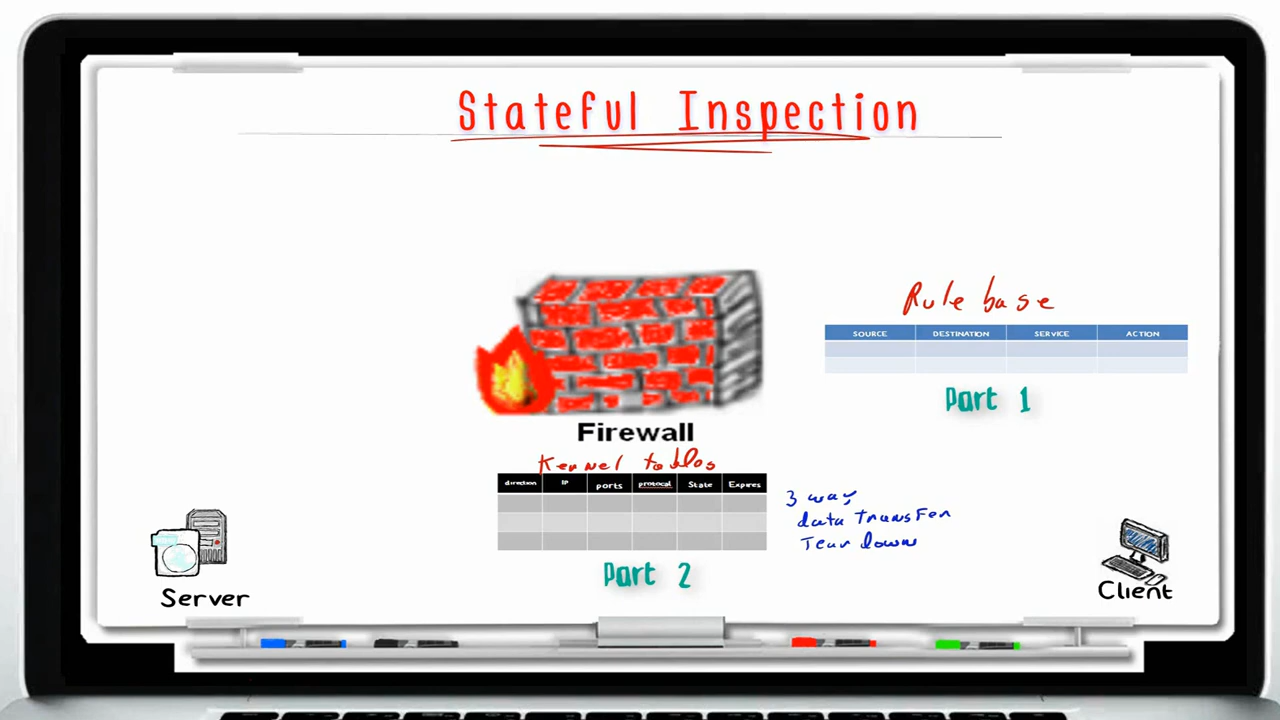 Stateful Inspection
Rule base
SOURCE DESTINATION SERVICE ACTION
Part 1
Firewall
Kernel tables
direction IP ports protocal State Expires
3 way
data Transfer
Tear down
Part 2
Server
Client